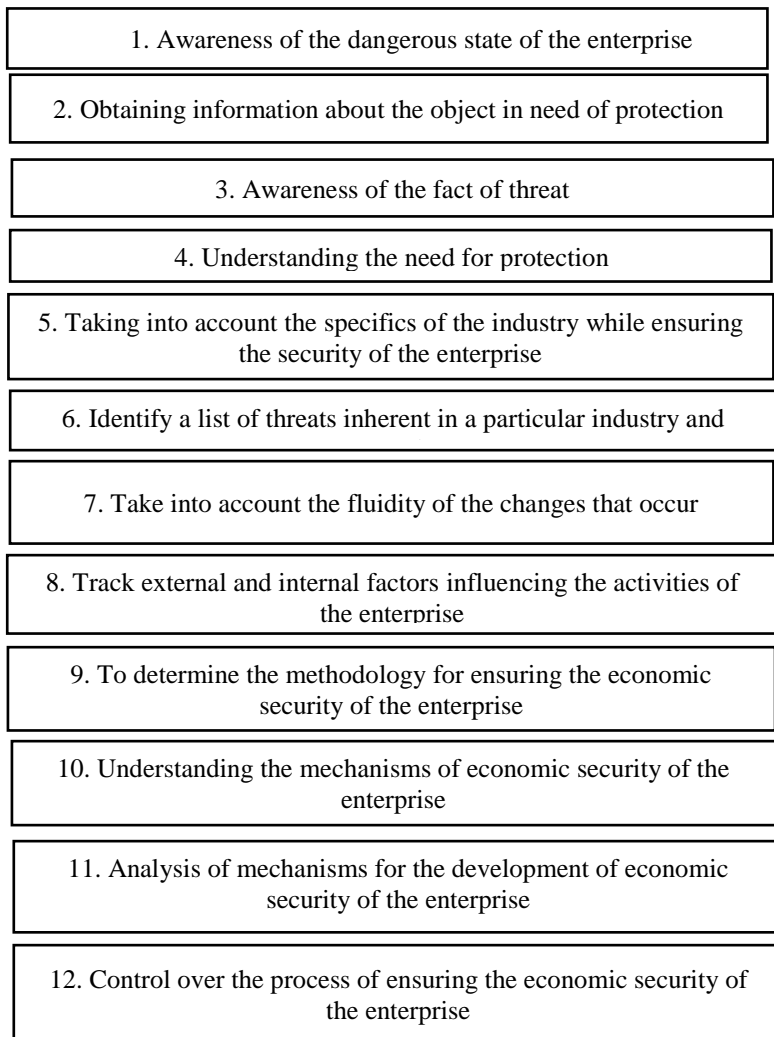 1. Awareness of the dangerous state of the enterprise
2. Obtaining information about the object in need of protection
3. Awareness of the fact of threat
4. Understanding the need for protection
5. Taking into account the specifics of the industry while ensuring
the security of the enterprise
6. Identify a list of threats inherent in a particular industry and
7. Take into account the fluidity of the changes that occur
8. Track external and internal factors influencing the activities of
the enterprise
9. To determine the methodology for ensuring the economic
security of the enterprise
10. Understanding the mechanisms of economic security of the
enterprise
11. Analysis of mechanisms for the development of economic
security of the enterprise
12. Control over the process of ensuring the economic security of
the enterprise